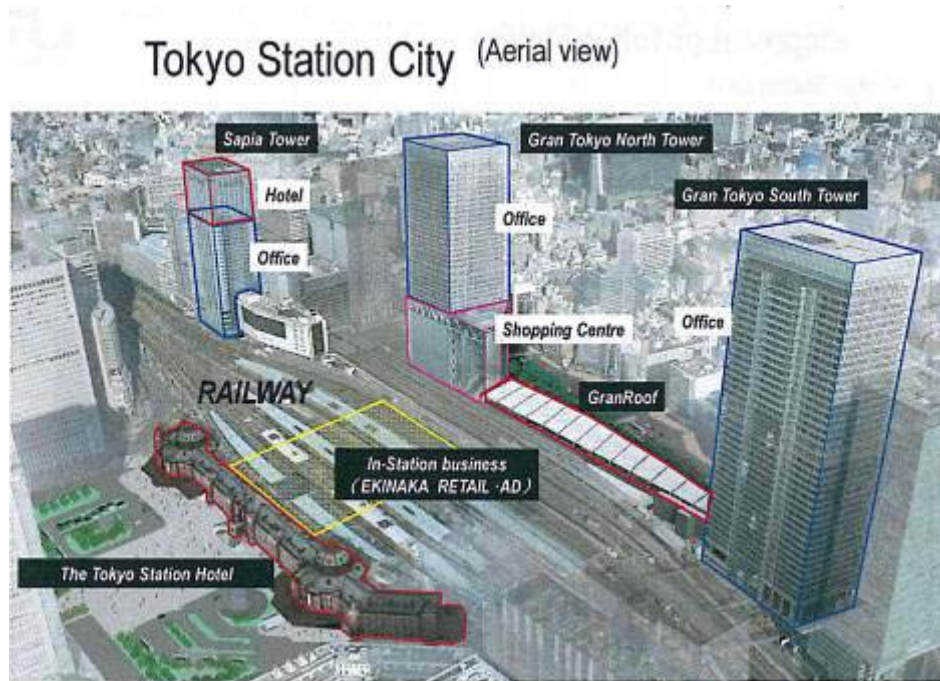 Tokyo Station City (Aerial view)
Sapia Tower
Gran Tokyo North Tower
Hotel
Gran Tokyo South Tower
Office
Office
Shopping Centre
Office
RAILWAY
GranRoof
In-Station business
(EKINAKA RETAIL ·AD)
The Tokyo Station Hotel